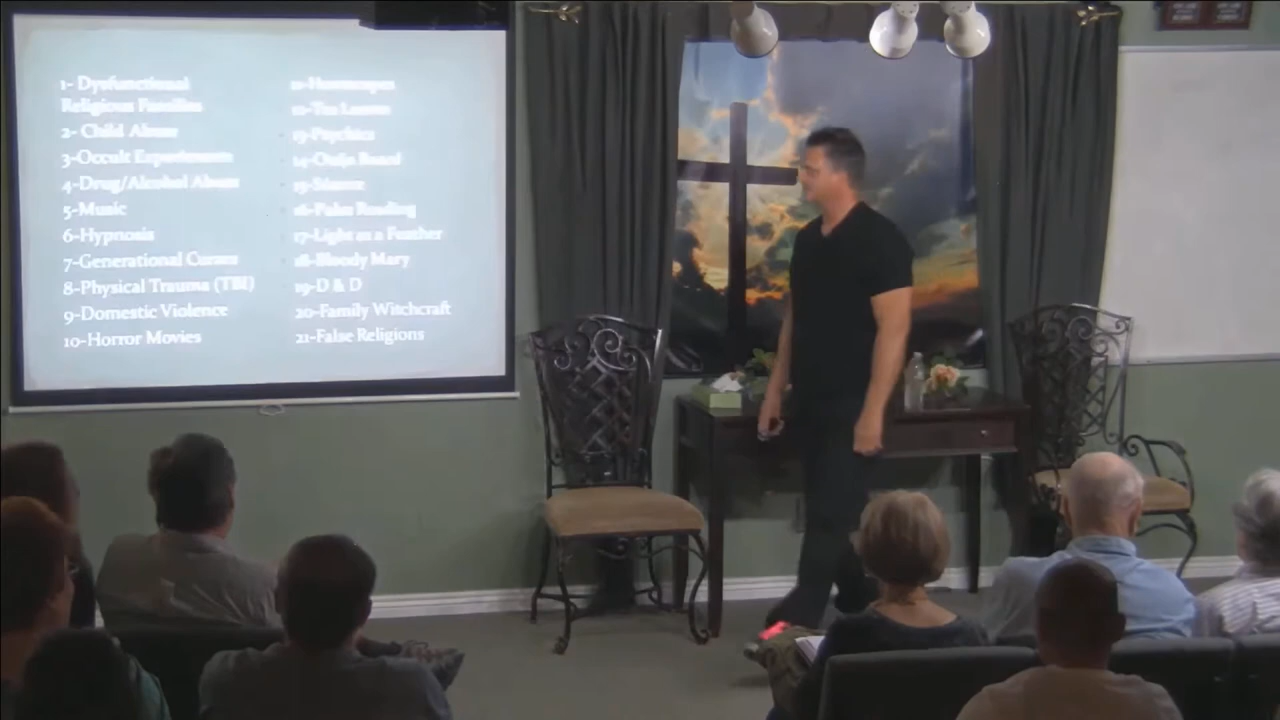 1- Dysfunctional
Religious Families
2- Child Abuse
3-Occult Experiences
4-Drug/Alcohol Abuse
5-Music
6-Hypnosis
7-Generational Curses
8-Physical Trauma (TBI)
9-Domestic Violence
10-Horror Movies
11-Horoscopes
12-Tea Leaves
13-Psychics
14-Ouija Board
15-Séance
16-Palm Reading
17-Light as a Feather
18-Bloody Mary
19-D & D
20-Family Witchcraft
21-False Religions